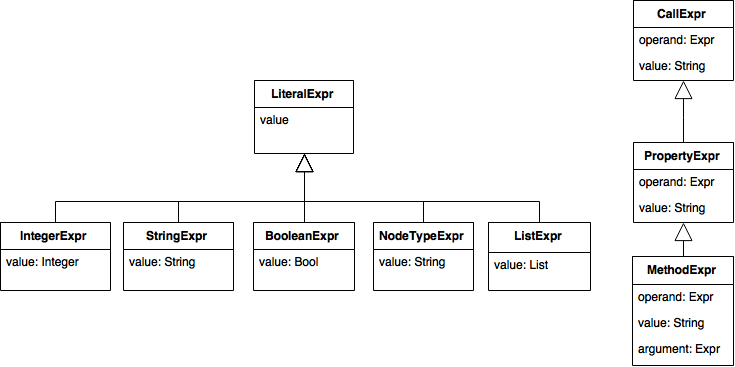 CallExpr
operand: Expr
value: String
LiteralExpr
value
PropertyExpr
operand: Expr
value: String
IntegerExpr
value: Integer
StringExpr
value: String
BooleanExpr
value: Bool
NodeTypeExpr
value: String
ListExpr
value: List
MethodExpr
operand: Expr
value: String
argument: Expr